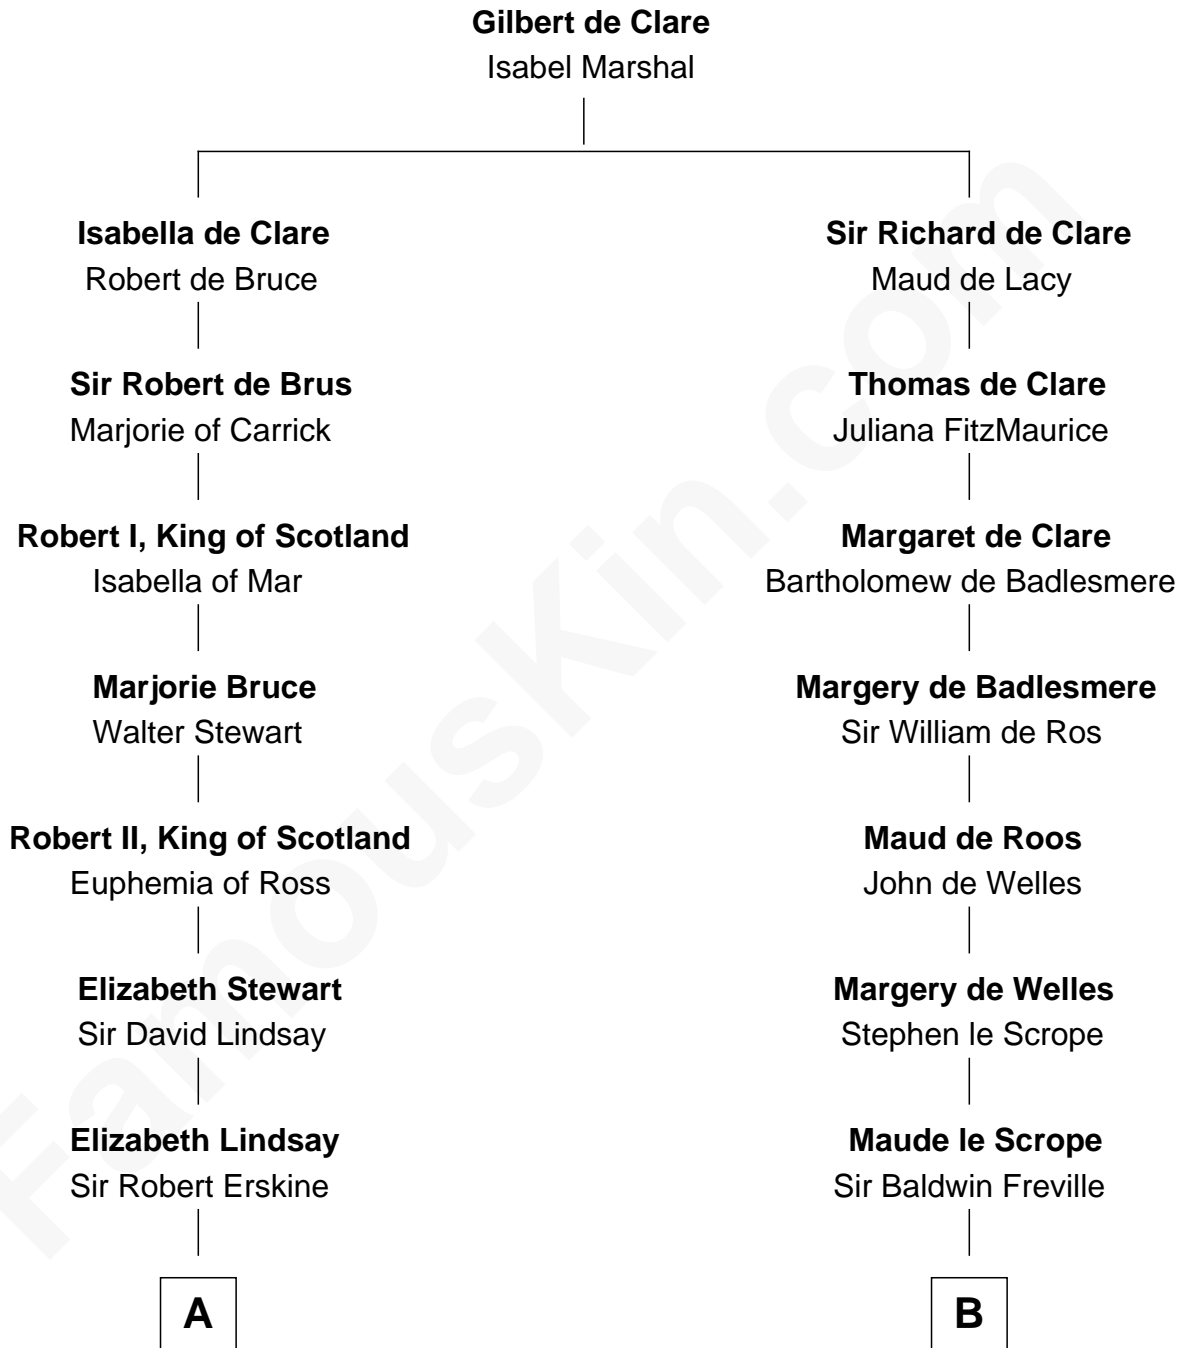 Gilbert de Clare
Isabel Marshal
Isabella de Clare
Robert de Bruce
Sir Richard de Clare
Maud de Lacy
Sir Robert de Brus
Marjorie of Carrick
Thomas de Clare
Juliana FitzMaurice
Robert I, King of Scotland
Isabella of Mar
Margaret de Clare
Bartholomew de Badlesmere
Marjorie Bruce
Walter Stewart
Margery de Badlesmere
Sir William de Ros
Robert II, King of Scotland
Euphemia of Ross
Maud de Roos
John de Welles
Elizabeth Stewart
Sir David Lindsay
Margery de Welles
Stephen le Scrope
Elizabeth Lindsay
Sir Robert Erskine
Maude le Scrope
Sir Baldwin Freville
A
B
FamousKin.com